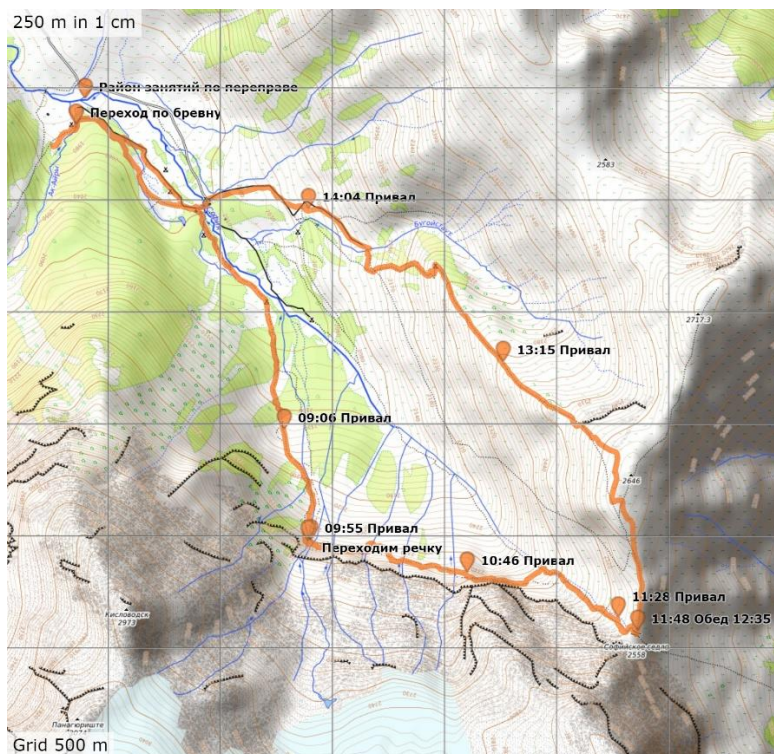 250 m in 1 cm
Район занятий по переправе
Переход по бревну
2583
14:04 Привал
2717.3
13:15 Привал
09:06 Привал
2646
09:55 Привал
Переходим речку
10:46 Привал
11:28 Привал
Кисловодск
2973
11:48 Обед 12:35
Софийское седло
2558
Панагюриште
Grid 500 m